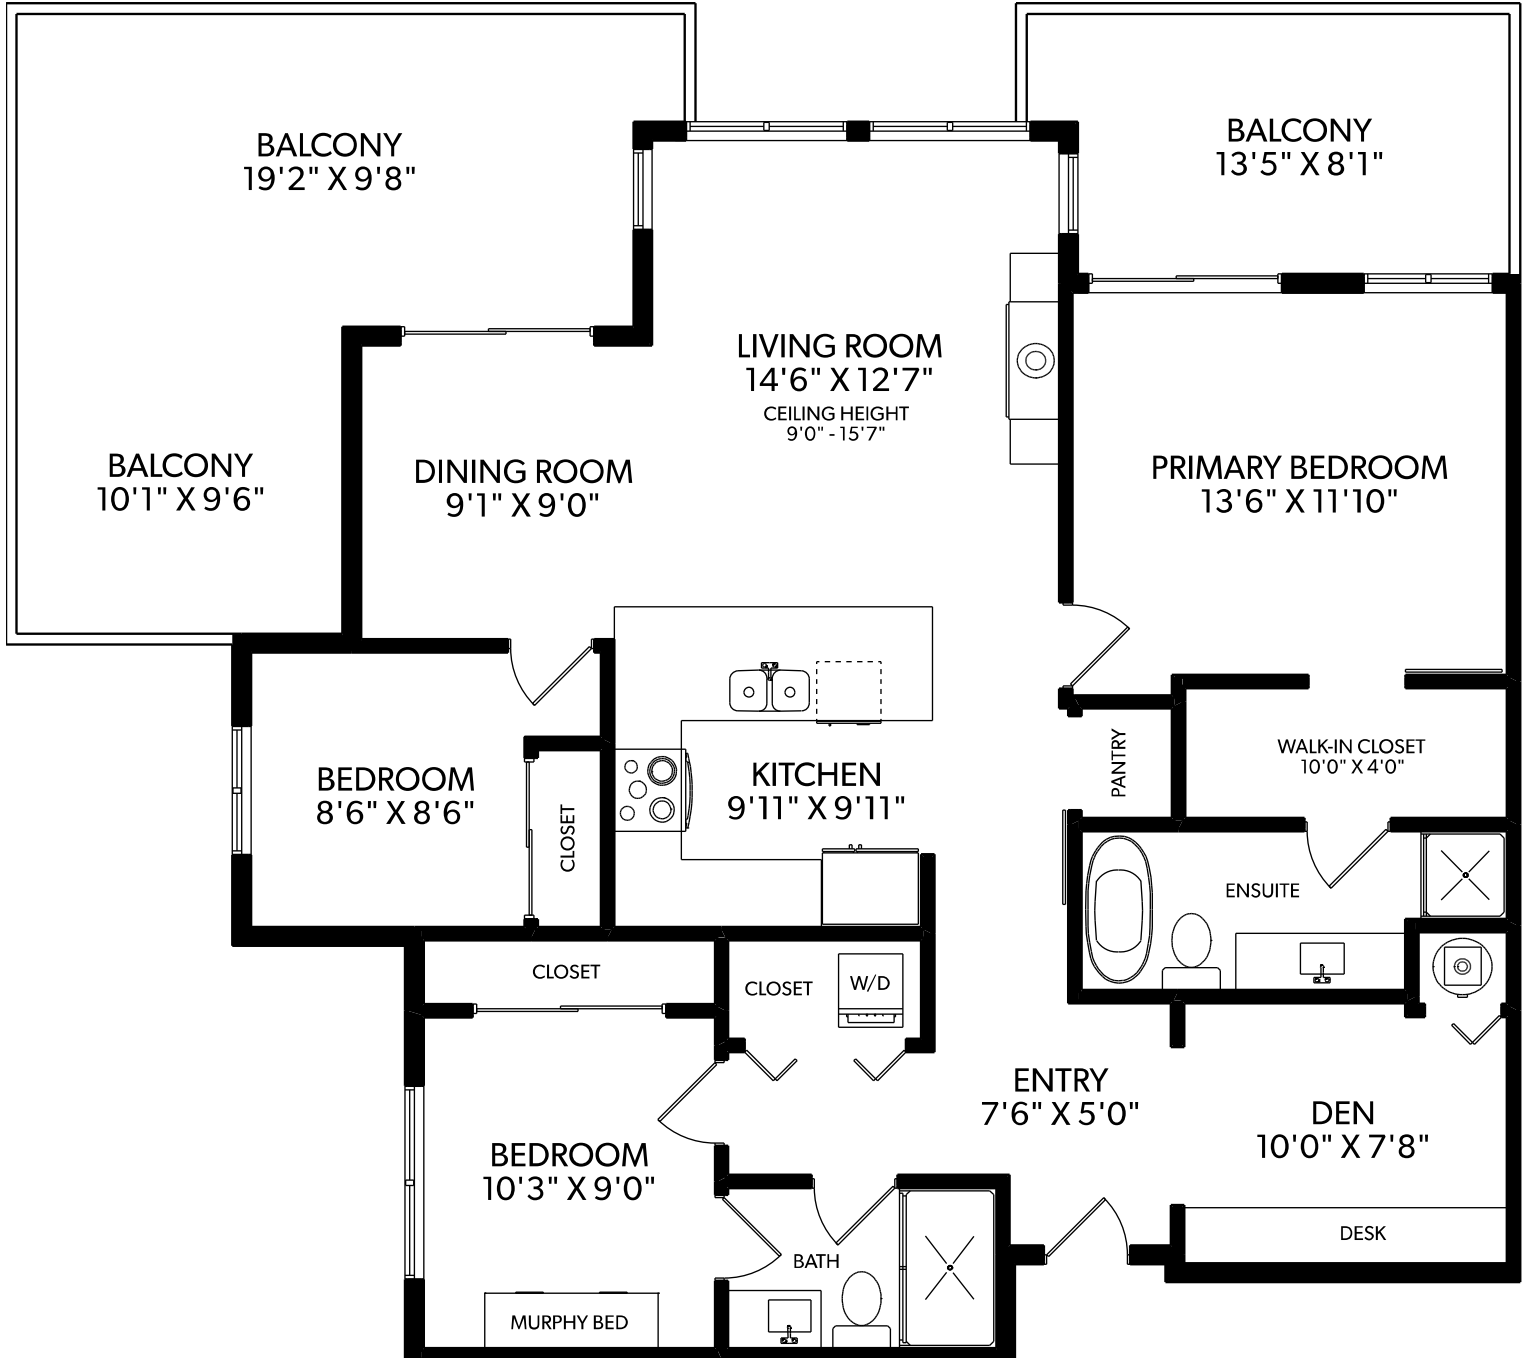 BALCONY
19'2" X 9'8"
BALCONY
13'5" X 8'1"
LIVING ROOM
14'6" X 12'7"
CEILING HEIGHT
9'0" - 15'7"
BALCONY
10'1" X 9'6"
DINING ROOM
9'1" X 9'0"
PRIMARY BEDROOM
13'6" X 11'10"
BEDROOM
8'6" X 8'6"
CLOSET
KITCHEN
9'11" X 9'11"
PANTRY
WALK-IN CLOSET
10'0" X 4'0"
ENSUITE
CLOSET
CLOSET
W/D
ENTRY
7'6" X 5'0"
DEN
10'0" X 7'8"
BEDROOM
10'3" X 9'0"
DESK
BATH
MURPHY BED